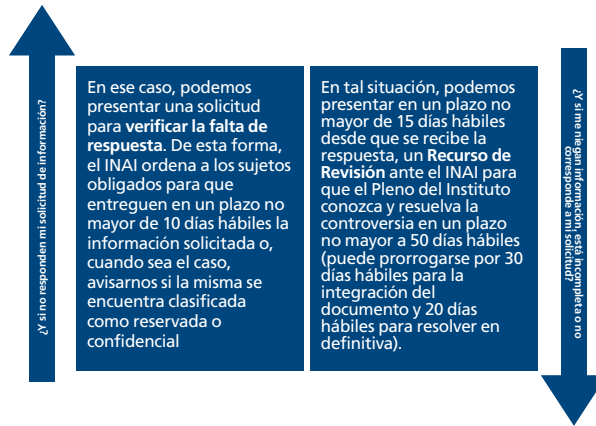 ¿Y si no responden mi solicitud de información?
En ese caso, podemos
presentar una solicitud
para verificar la falta de
respuesta. De esta forma,
el INAI ordena a los sujetos
obligados para que
entreguen en un plazo no
mayor de 10 días hábiles la
información solicitada o,
cuando sea el caso,
avisarnos si la misma se
encuentra clasificada
como reservada o
confidencial
En tal situación, podemos
presentar en un plazo no
mayor de 15 días hábiles
desde que se recibe la
respuesta, un Recurso de
Revisión ante el INAI para
que el Pleno del Instituto
conozca y resuelva la
controversia en un plazo
no mayor a 50 días hábiles
(puede prorrogarse por 30
días hábiles para la
integración del
documento y 20 días
hábiles para resolver en
definitiva).
¿Y si me niegan información, está incompleta o no
corresponde a mi solicitud?